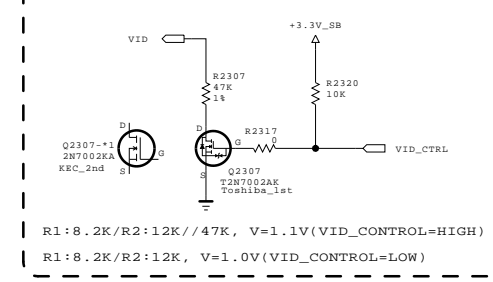 +3.3V_SB
VID
R2307
47K
1%
R2320
10K
D
Q2307-*1
2N7002KA
KEC_2nd
G
S
D
G
S
R2317
0
VID_CTRL
Q2307
T2N7002AK
Toshiba_1st
R1:8.2K/R2:12K//47K, V=1.1V(VID_CONTROL=HIGH)
R1:8.2K/R2:12K, V=1.0V(VID_CONTROL=LOW)